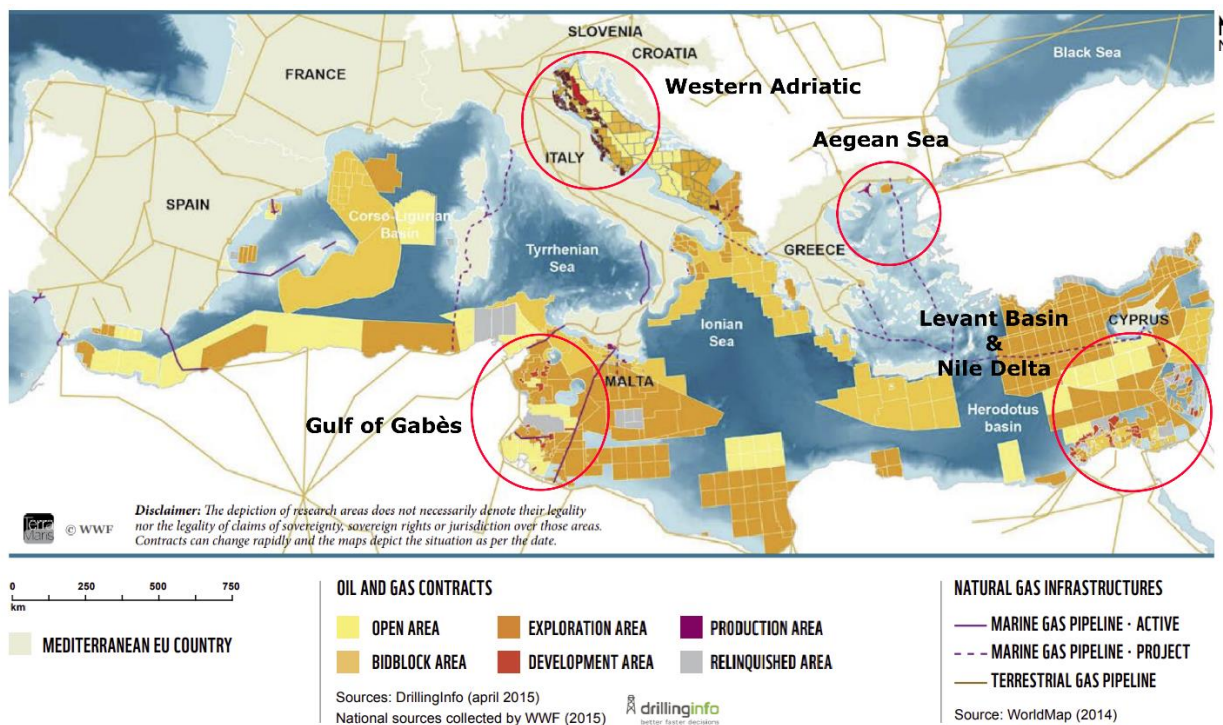 SLOVENIA
CROATIA
Black Sea
FRANCE
Western Adriatic
Aegean Sea
ITALY
SPAIN
Corso-Ligurian
Basin
Tyrrhenian
Sea
GREECE
Levant Basin
&
Nile Delta
CYPRUS
Ionian
Sea
MALTA
Gulf of Gabès
Herodotus
basin
Terra
Maris
© WWF
Disclaimer: The depiction of research areas does not necessarily denote their legality
nor the legality of claims of sovereignty, sovereign rights or jurisdiction over those areas.
Contracts can change rapidly and the maps depict the situation as per the date.
0 250 500 750
km
MEDITERRANEAN EU COUNTRY
OIL AND GAS CONTRACTS
OPEN AREA
EXPLORATION AREA
PRODUCTION AREA
BIDBLOCK AREA
DEVELOPMENT AREA
RELINQUISHED AREA
Sources: DrillingInfo (april 2015)
National sources collected by WWF (2015)
drillinginfo
better faster decisions
NATURAL GAS INFRASTRUCTURES
MARINE GAS PIPELINE · ACTIVE
MARINE GAS PIPELINE · PROJECT
TERRESTRIAL GAS PIPELINE
Source: WorldMap (2014)